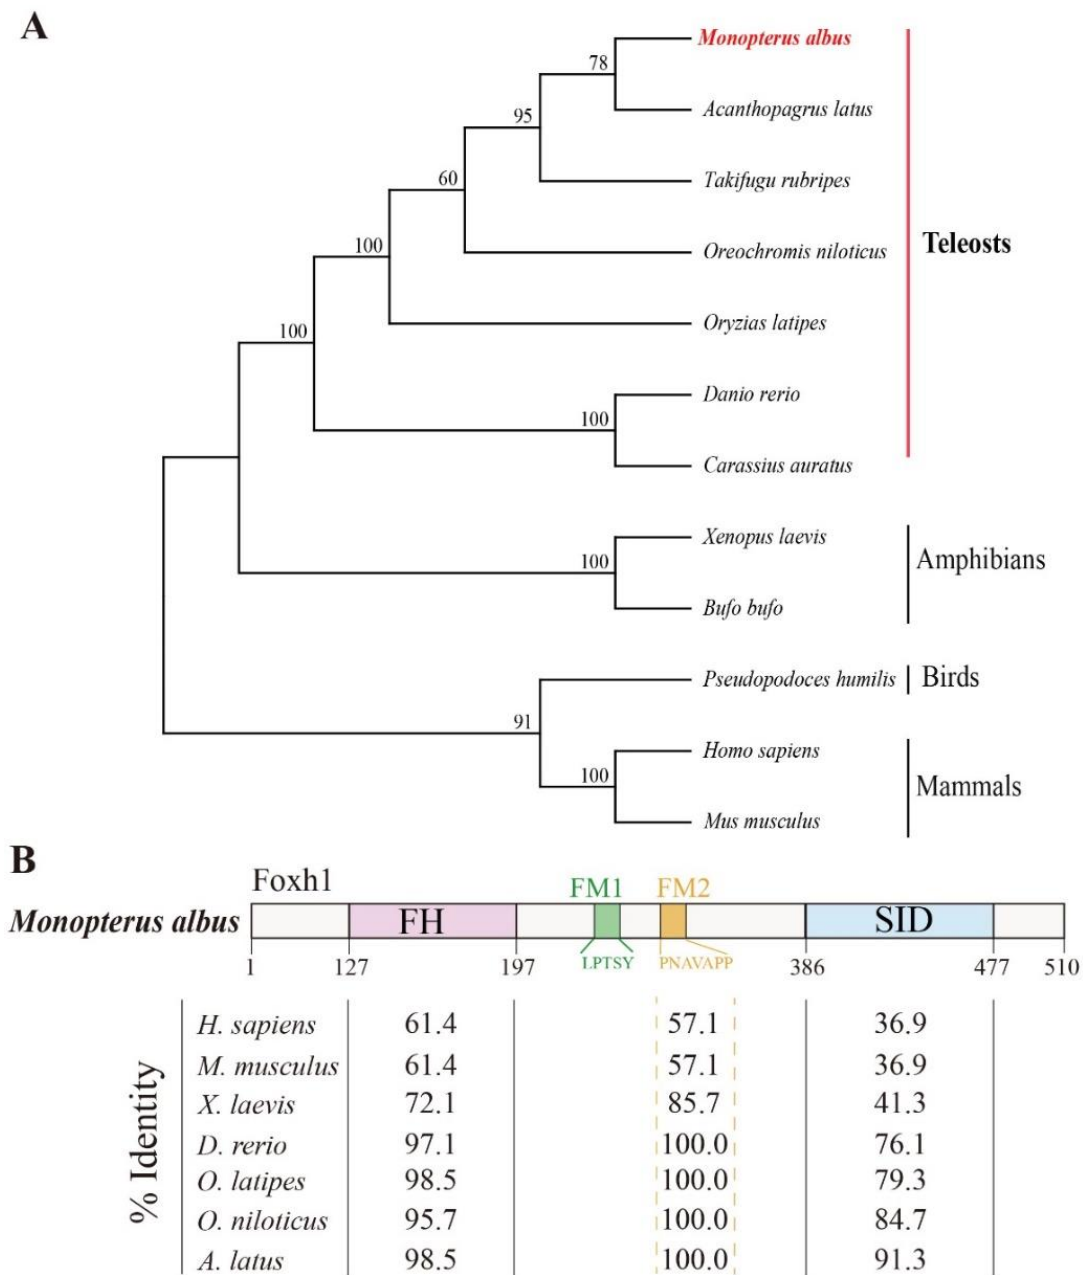 A
Monopterus albus
78
Acanthopagrus latus
95
Takifugu rubripes
60
Oreochromis niloticus
Teleosts
100
Oryzias latipes
100
Danio rerio
100
Carassius auratus
Xenopus laevis
100
Amphibians
Bufo bufo
Pseudopodoces humilis
Birds
91
Homo sapiens
100
Mammals
Mus musculus
B
Foxh1
FM1 FM2
Monopterus albus FH SID
LPTSY PNAVAPP
1 127 197 386 477 510
% Identity
H. sapiens 61.4 57.1 36.9
M. musculus 61.4 57.1 36.9
X. laevis 72.1 85.7 41.3
D. rerio 97.1 100.0 76.1
O. latipes 98.5 100.0 79.3
O. niloticus 95.7 100.0 84.7
A. latus 98.5 100.0 91.3